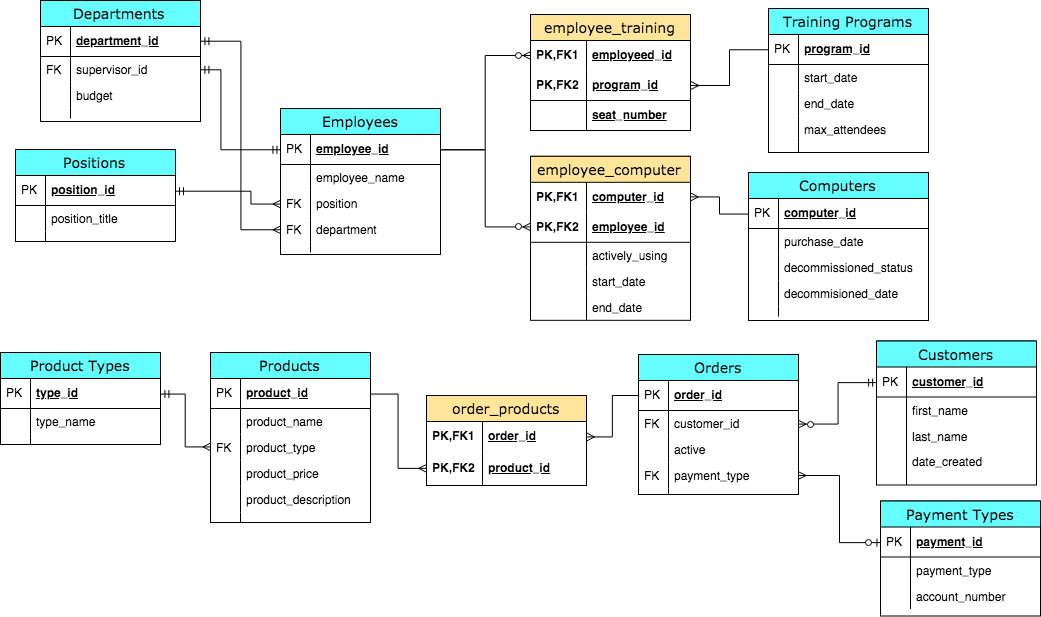 Departments
PK department_id
FK supervisor_id
budget
Positions
PK position_id
position_title
Employees
PK employee_id
employee_name
FK position
FK department
employee_training
PK,FK1 employeed_id
PK,FK2 program_id
seat_number
Training Programs
PK program_id
start_date
end_date
max_attendees
employee_computer
PK,FK1 computer_id
PK,FK2 employee_id
actively_using
start_date
end_date
Computers
PK computer_id
purchase_date
decommissioned_status
decommisioned_date
Product Types
PK type_id
type_name
Products
PK product_id
product_name
FK product_type
product_price
product_description
order_products
PK,FK1 order_id
PK,FK2 product_id
Orders
PK order_id
FK customer_id
active
FK payment_type
Customers
PK customer_id
first_name
last_name
date_created
Payment Types
PK payment_id
payment_type
account_number